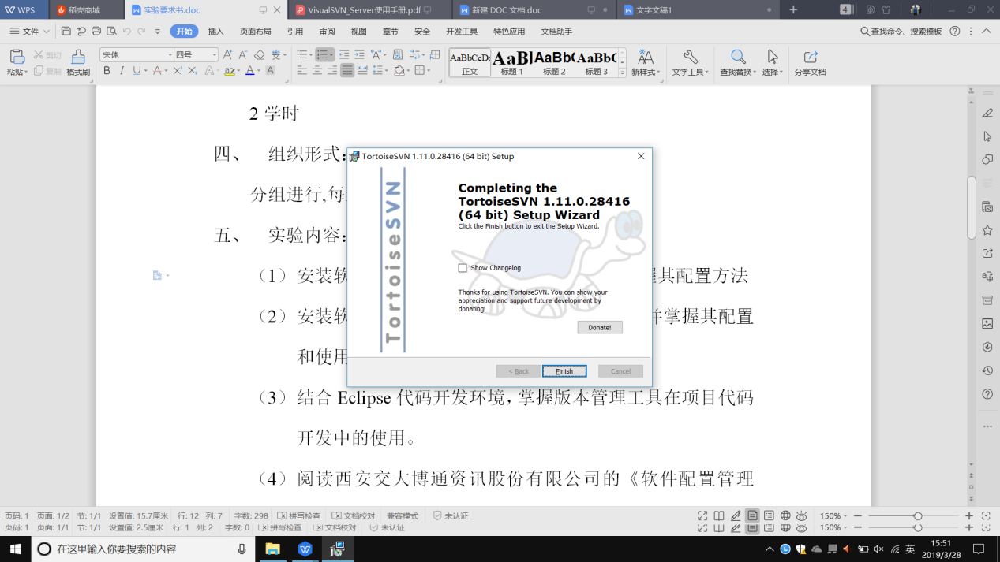 WPS 稻壳商城 实验要求书.doc VisualSVN_Server使用手册.pdf 新建 DOC 文档.doc 文字文稿1 4
文件 开始 插入 页面布局 引用 审阅 视图 章节 安全 开发工具 特色应用 文档助手 查找命令、搜索模板
粘贴 剪切 复制 格式刷 宋体 四号 AaBbCcDc AaBl AaBb( AaBbC 新样式 文字工具 查找替换 选择 分享文档
正文 标题 1 标题 2 标题 3
2 学时
四、 组织形式:
分组进行,每
五、 实验内容:
（1）安装软 其配置方法
（2）安装软 并掌握其配置
和使用
（3）结合 Eclipse 代码开发环境,掌握版本管理工具在项目代码
开发中的使用。
（4）阅读西安交大博通资讯股份有限公司的《软件配置管理
TortoiseSVN 1.11.0.28416 (64 bit) Setup
TortoiseSVN
Completing the
TortoiseSVN 1.11.0.28416
(64 bit) Setup Wizard
Click the Finish button to exit the Setup Wizard.
Show Changelog
Thanks for using TortoiseSVN. You can show your
appreciation and support future development by
donating!
Donate!
< Back Finish Cancel
页码: 1 页面: 1/2 节: 1/1 设置值: 15.7厘米 行: 12 列: 7 字数: 298 拼写检查 文档校对 兼容模式 未认证 150%
页码: 1 页面: 1/1 节: 1/1 设置值: 2.5厘米 行: 1 列: 2 字数: 0 拼写检查 文档校对 未认证 150%
在这里输入你要搜索的内容 英 15:51
2019/3/28